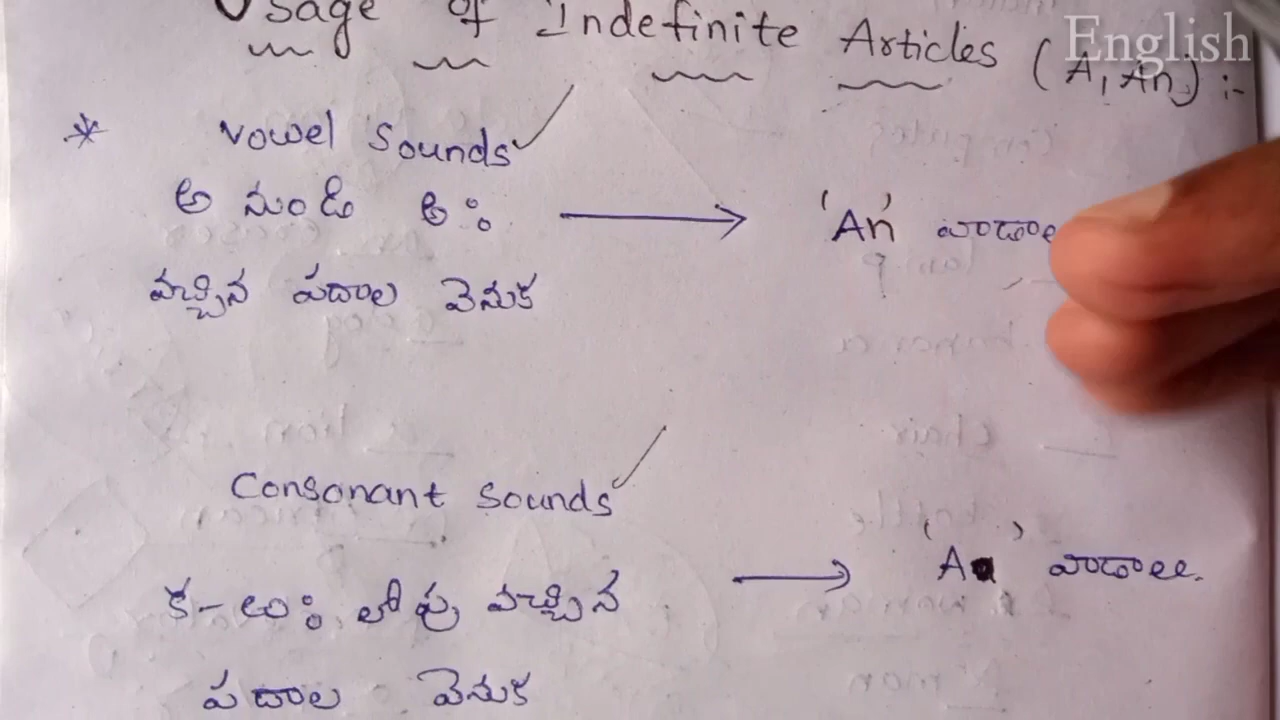 Usage of Indefinite Articles (A, An) :-
English
* Vowel Sounds
అ నుండి అః → 'An' వాడాలి
వచ్చిన పదాల వెనుక
Consonant Sounds
క - ఱః లోపు వచ్చిన → 'A' వాడాలి.
పదాల వెనుక